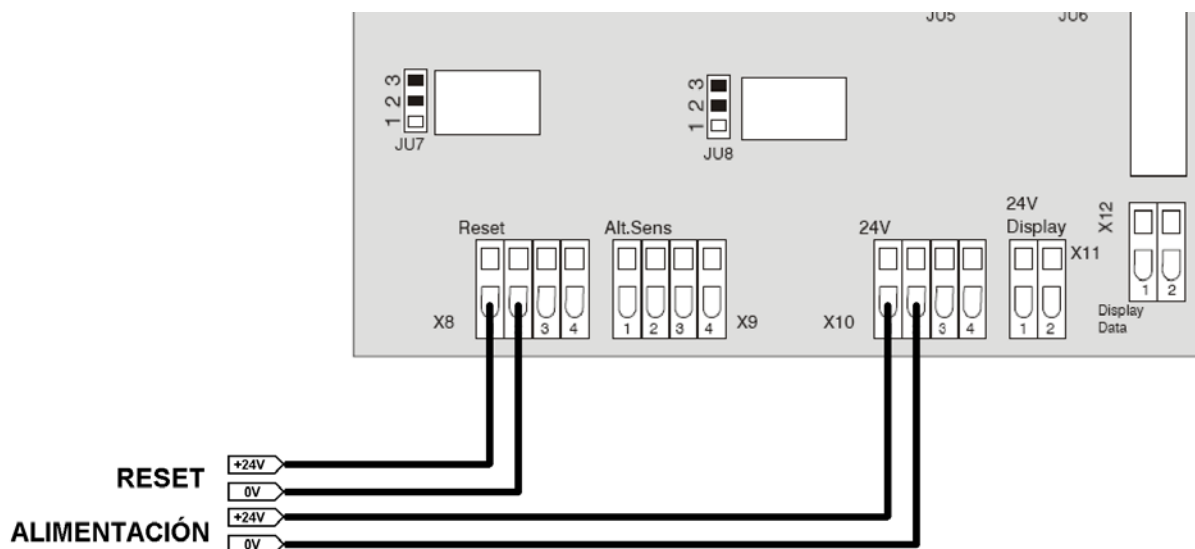 JU5 JU6
3
2
1
JU7
3
2
1
JU8
Reset
Alt.Sens
24V
24V
Display
X12
X11
X8
3 4
1 2 3 4
X9
X10
3 4
1 2
1 2
Display
Data
RESET
+24V
0V
ALIMENTACIÓN
+24V
0V